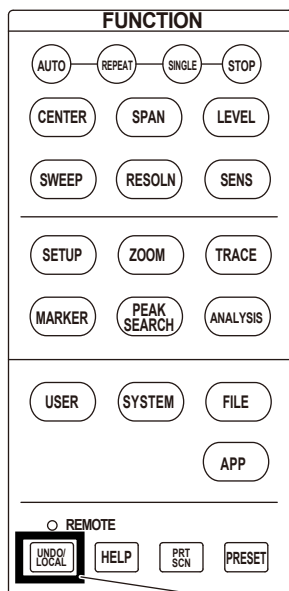 FUNCTION
AUTO REPEAT SINGLE STOP
CENTER SPAN LEVEL
SWEEP RESOLN SENS
SETUP ZOOM TRACE
MARKER PEAK SEARCH ANALYSIS
USER SYSTEM FILE
APP
REMOTE
UNDO/LOCAL HELP PRT SCN PRESET